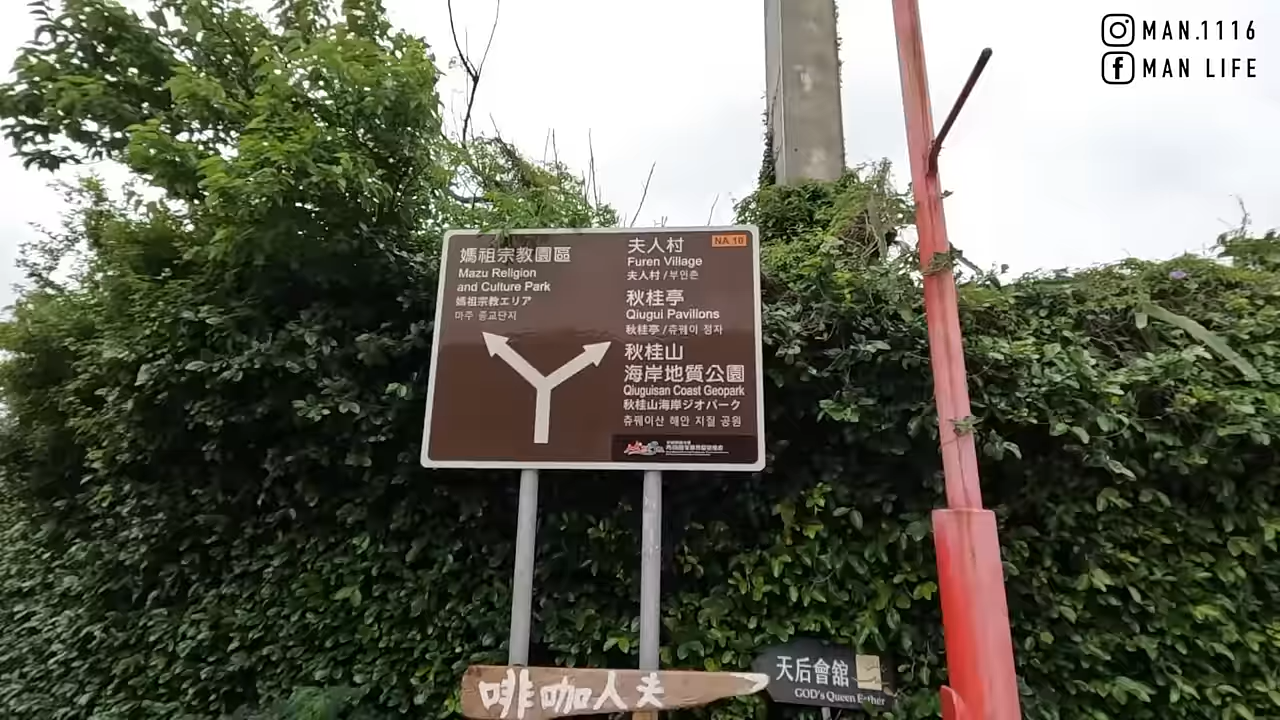 MAN.1116
MAN LIFE
媽祖宗教園區
Mazu Religion
and Culture Park
媽祖宗教エリア
마주 종교단지
NA 10
夫人村
Furen Village
夫人村 / 부인촌
秋桂亭
Qiugui Pavilions
秋桂亭 / 츄궤이 정자
秋桂山
海岸地質公園
Qiuguisan Coast Geopark
秋桂山海岸ジオパーク
츄궤이산 해안 지질 공원
啡咖人夫
天后會舘
GOD's Queen Esther